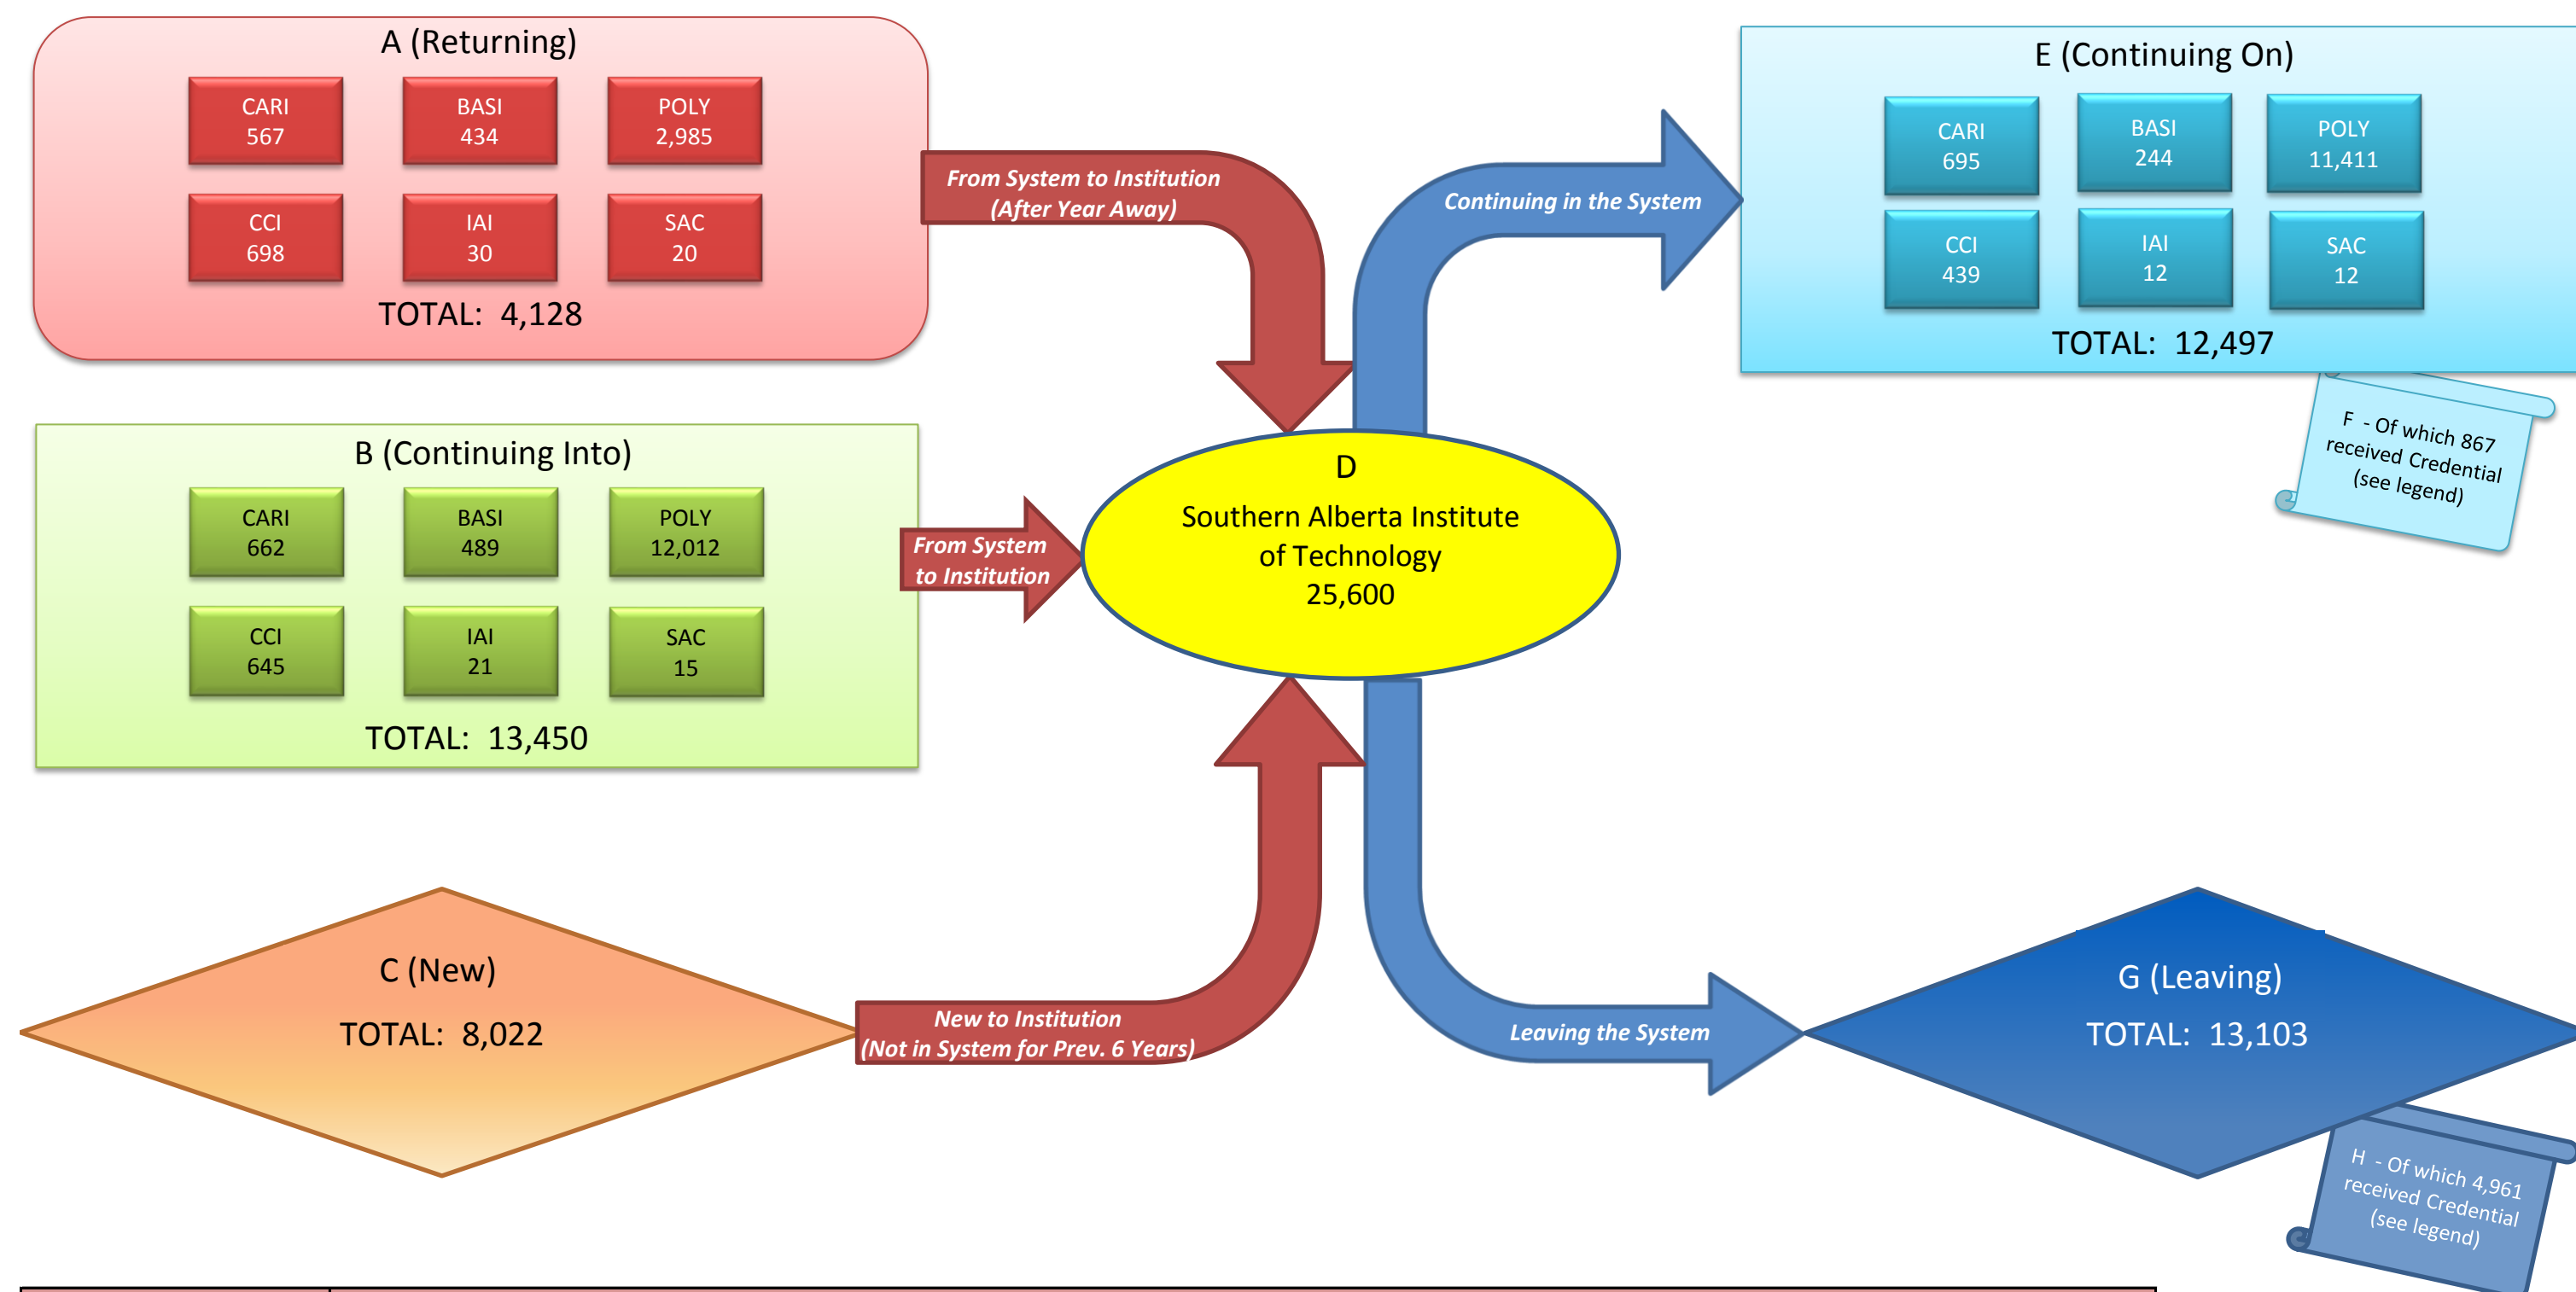 A (Returning)
CARI
567
BASI
434
POLY
2,985
CCI
698
IAI
30
SAC
20
TOTAL: 4,128
From System to Institution
(After Year Away)
Continuing in the System
E (Continuing On)
CARI
695
BASI
244
POLY
11,411
CCI
439
IAI
12
SAC
12
TOTAL: 12,497
F - Of which 867
received Credential
(see legend)
B (Continuing Into)
CARI
662
BASI
489
POLY
12,012
CCI
645
IAI
21
SAC
15
TOTAL: 13,450
From System
to Institution
D
Southern Alberta Institute
of Technology
25,600
C (New)
TOTAL: 8,022
New to Institution
(Not in System for Prev. 6 Years)
Leaving the System
G (Leaving)
TOTAL: 13,103
H - Of which 4,961
received Credential
(see legend)